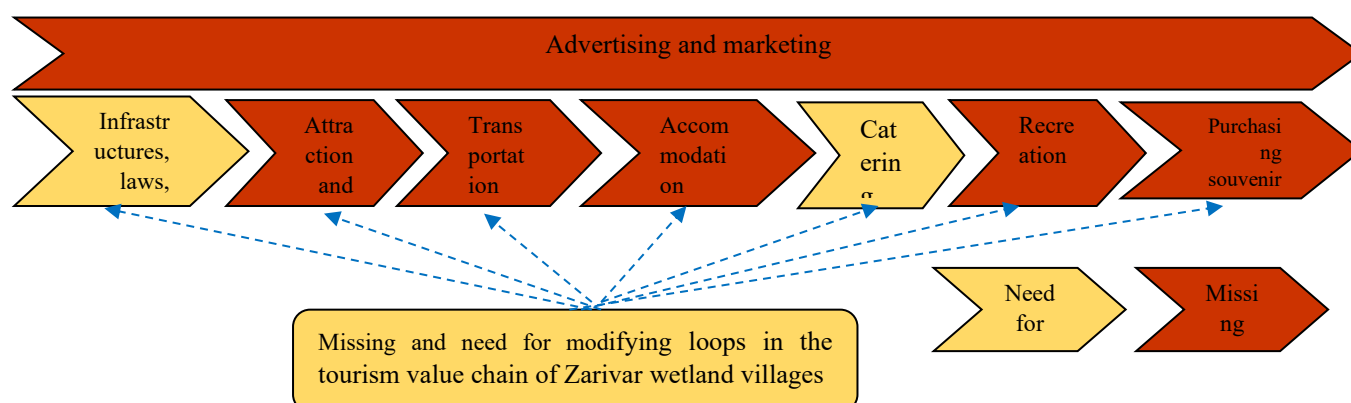 Advertising and marketing
Infrastr
uctures,
laws,
Attra
ction
and
Trans
portat
ion
Accom
modati
on
Cat
erin
g
Recre
ation
Purchasi
ng
souvenir
Need
for
Missi
ng
Missing and need for modifying loops in the
tourism value chain of Zarivar wetland villages